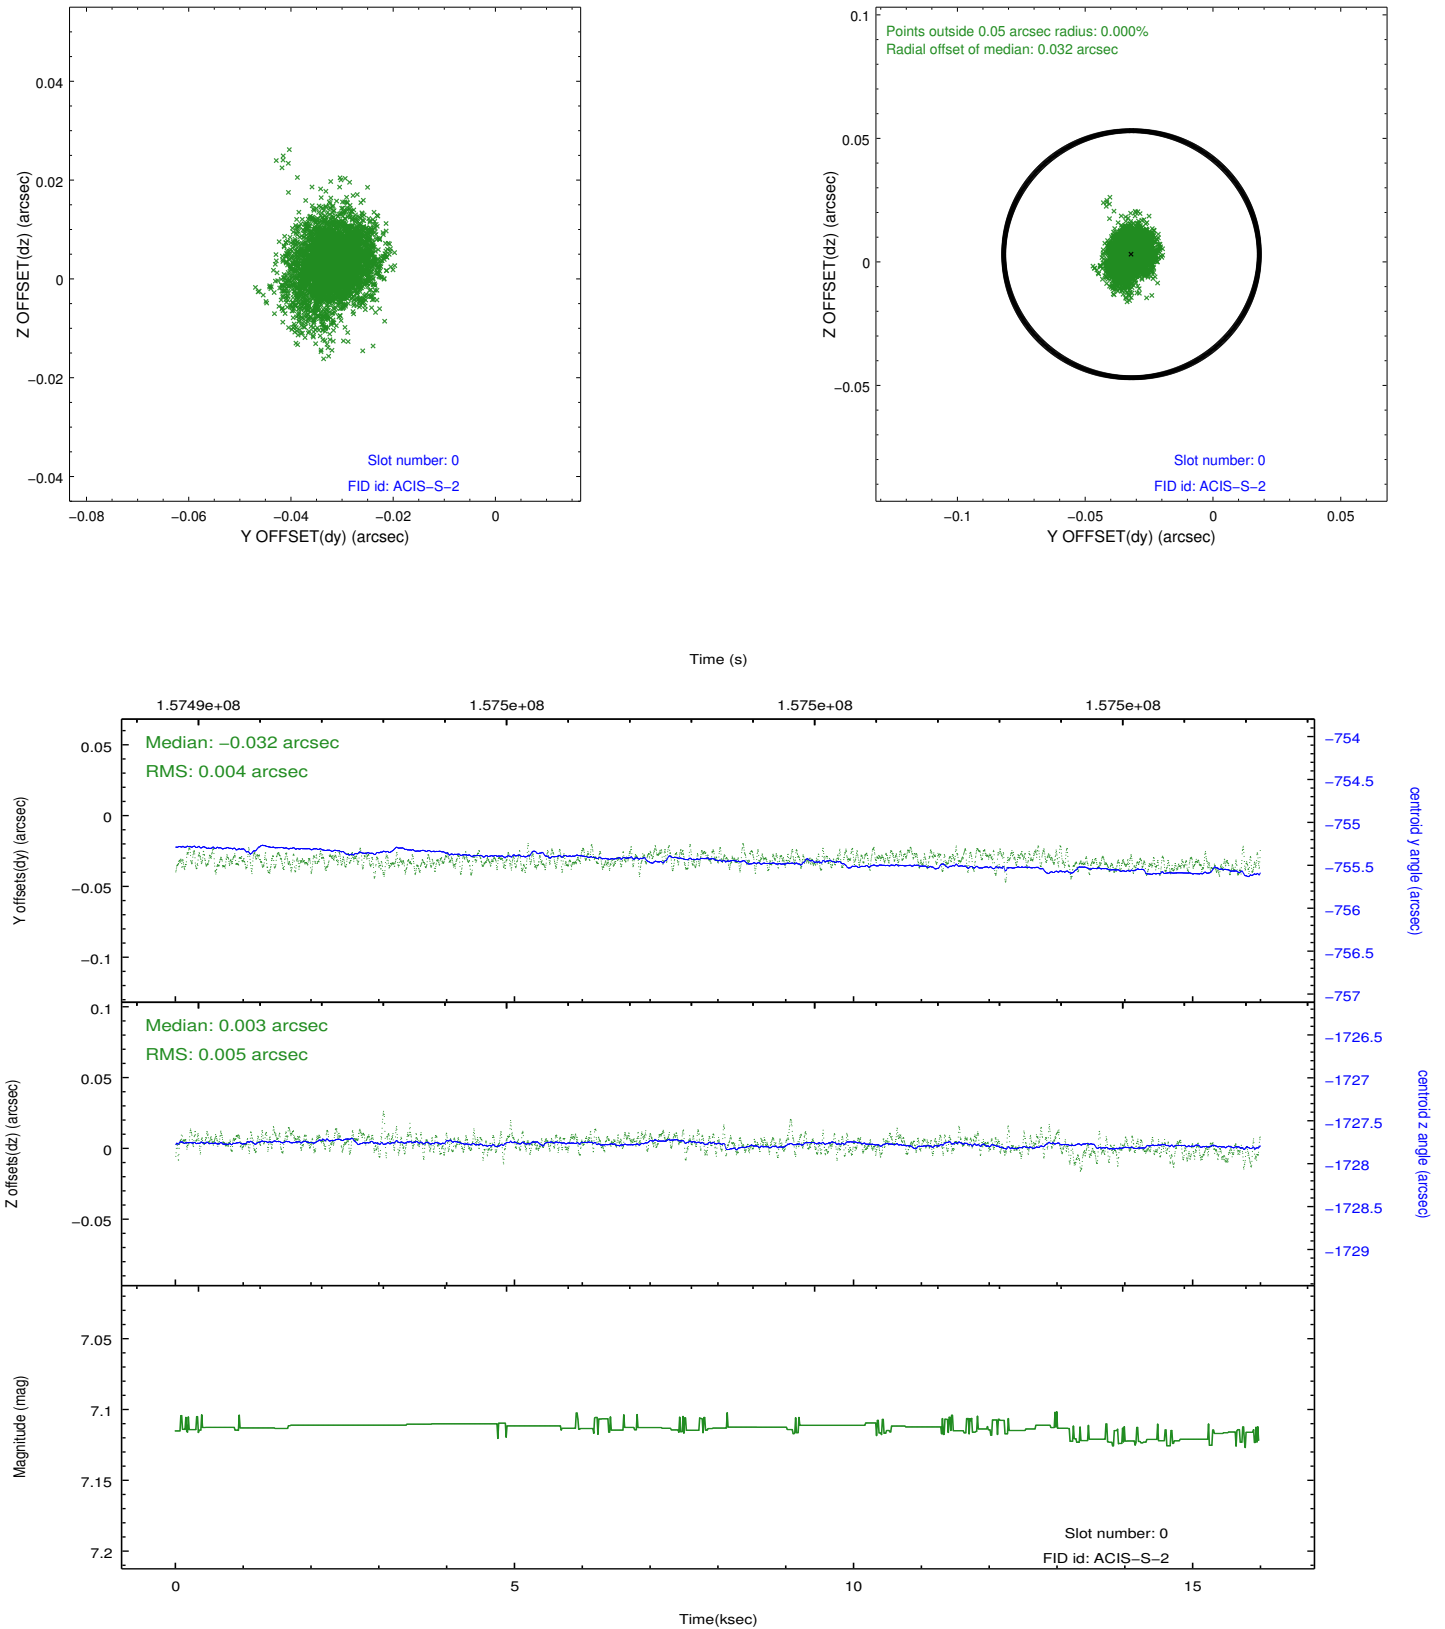 0.04
0.02
0
−0.02
−0.04
Z OFFSET(dz) (arcsec)
Slot number: 0
FID id: ACIS−S−2
−0.08
−0.06
−0.04
−0.02
0
Y OFFSET(dy) (arcsec)
Points outside 0.05 arcsec radius: 0.000%
Radial offset of median: 0.032 arcsec
0.1
0.05
0
−0.05
Z OFFSET(dz) (arcsec)
Slot number: 0
FID id: ACIS−S−2
−0.1
−0.05
0
0.05
Y OFFSET(dy) (arcsec)
Time (s)
1.5749e+08
1.575e+08
1.575e+08
1.575e+08
Median: −0.032 arcsec
RMS: 0.004 arcsec
0.05
0
−0.05
−0.1
Y offsets(dy) (arcsec)
−754
−754.5
−755
−755.5
−756
−756.5
−757
centroid y angle (arcsec)
Median: 0.003 arcsec
RMS: 0.005 arcsec
0.1
0.05
0
−0.05
Z offsets(dz) (arcsec)
−1726.5
−1727
−1727.5
−1728
−1728.5
−1729
centroid z angle (arcsec)
7.05
7.1
7.15
7.2
Magnitude (mag)
Slot number: 0
FID id: ACIS−S−2
0
5
10
15
Time(ksec)